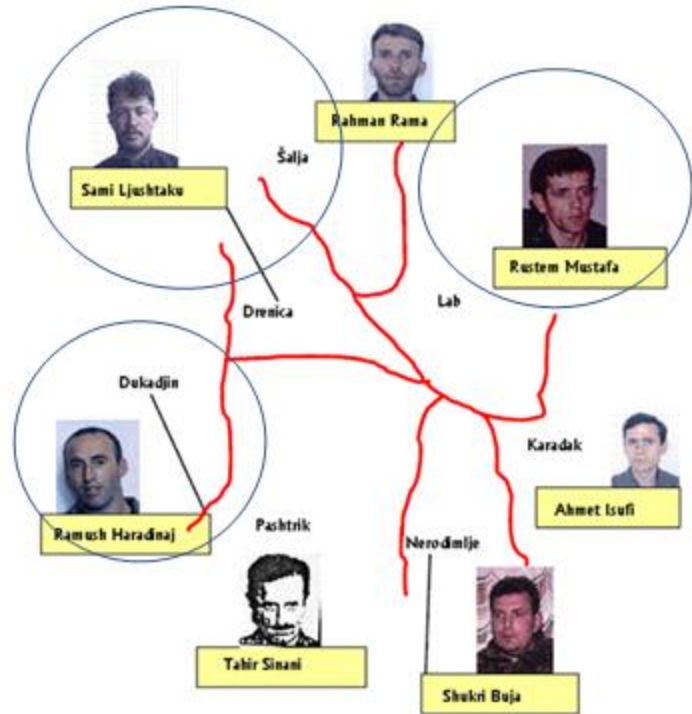 Rahman Rama
Šalja
Sami Ljushtaku
Rustem Mustafa
Lab
Drenica
Dukadjin
Karadak
Ahmet Isufi
Ramush Haradinaj
Pashtrik
Nerodimlje
Tahir Sinani
Shukri Buja